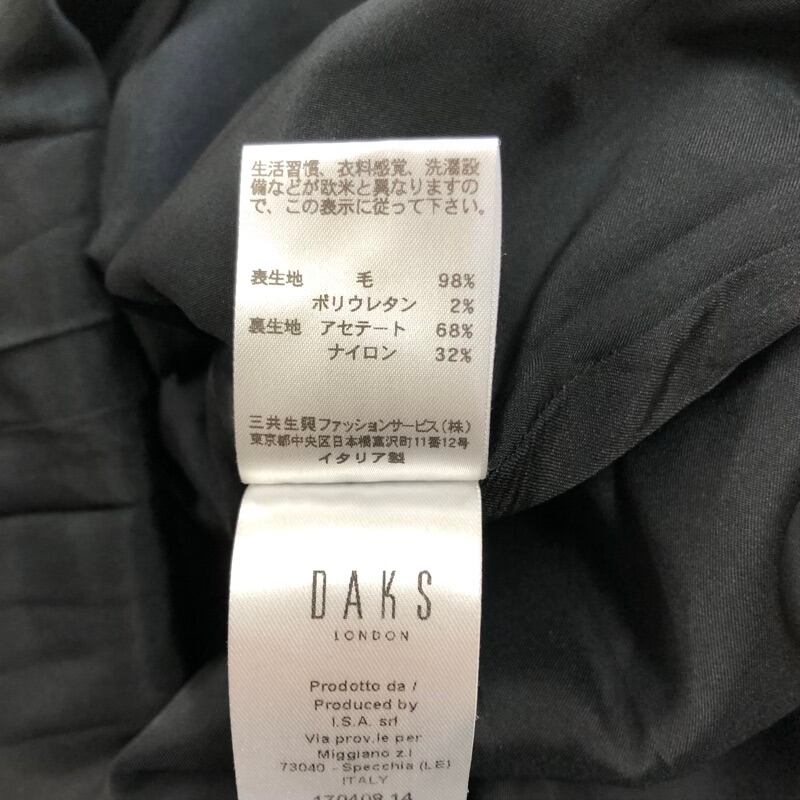 生活習慣、衣料感覚、洗濯設
備などが欧米と異なりますの
で、この表示に従って下さい。
表生地 毛 98%
ポリウレタン 2%
裏生地 アセテート 68%
ナイロン 32%
三共生興ファッションサービス(株)
東京都中央区日本橋富沢町11番12号
イタリア製
DAKS
LONDON
Prodotto da /
Produced by
I.S.A. srl
Via prov.le per
Miggiano z.I
73040 - Specchia (LE)
ITALY